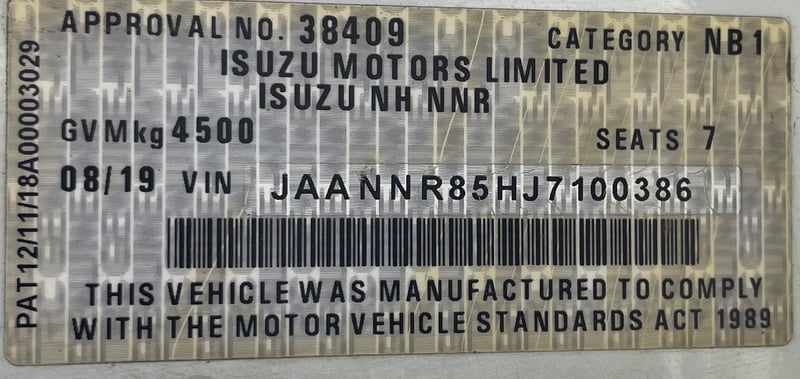 APPROVAL NO. 38409 CATEGORY NB1
ISUZU MOTORS LIMITED
ISUZU NH NNR
GVMkg 4500 SEATS 7
08/19 VIN JAANNR85HJ7100386
THIS VEHICLE WAS MANUFACTURED TO COMPLY
WITH THE MOTOR VEHICLE STANDARDS ACT 1989
PAT12/11/18A00003029